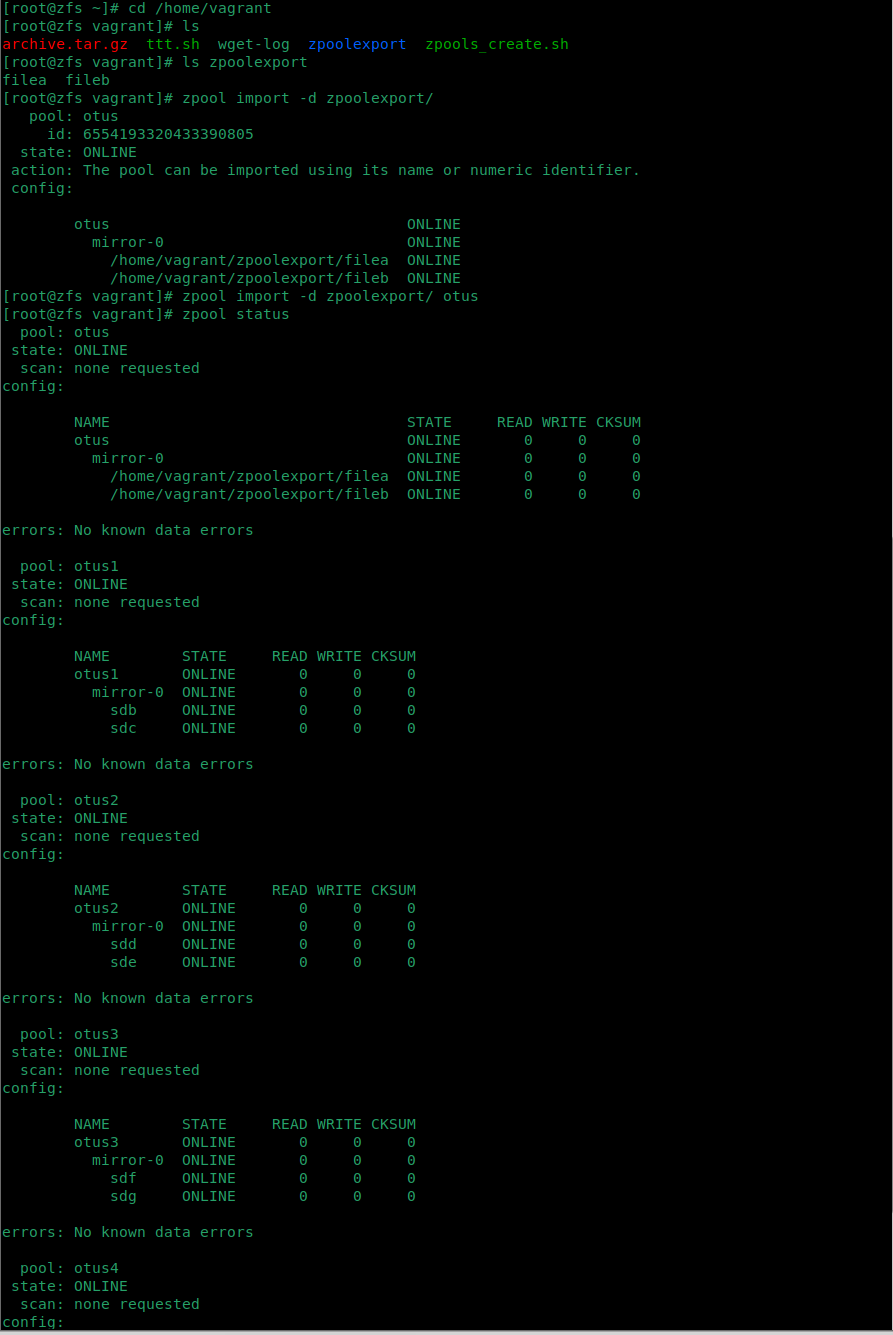 [root@zfs ~]# cd /home/vagrant
[root@zfs vagrant]# ls
archive.tar.gz  ttt.sh  wget-log  zpoolexport  zpools_create.sh
[root@zfs vagrant]# ls zpoolexport
filea  fileb
[root@zfs vagrant]# zpool import -d zpoolexport/
   pool: otus
     id: 6554193320433390805
  state: ONLINE
 action: The pool can be imported using its name or numeric identifier.
 config:

        otus                                 ONLINE
          mirror-0                           ONLINE
            /home/vagrant/zpoolexport/filea  ONLINE
            /home/vagrant/zpoolexport/fileb  ONLINE
[root@zfs vagrant]# zpool import -d zpoolexport/ otus
[root@zfs vagrant]# zpool status
  pool: otus
 state: ONLINE
  scan: none requested
config:

        NAME                                 STATE     READ WRITE CKSUM
        otus                                 ONLINE       0     0     0
          mirror-0                           ONLINE       0     0     0
            /home/vagrant/zpoolexport/filea  ONLINE       0     0     0
            /home/vagrant/zpoolexport/fileb  ONLINE       0     0     0

errors: No known data errors

  pool: otus1
 state: ONLINE
  scan: none requested
config:

        NAME        STATE     READ WRITE CKSUM
        otus1       ONLINE       0     0     0
          mirror-0  ONLINE       0     0     0
            sdb     ONLINE       0     0     0
            sdc     ONLINE       0     0     0

errors: No known data errors

  pool: otus2
 state: ONLINE
  scan: none requested
config:

        NAME        STATE     READ WRITE CKSUM
        otus2       ONLINE       0     0     0
          mirror-0  ONLINE       0     0     0
            sdd     ONLINE       0     0     0
            sde     ONLINE       0     0     0

errors: No known data errors

  pool: otus3
 state: ONLINE
  scan: none requested
config:

        NAME        STATE     READ WRITE CKSUM
        otus3       ONLINE       0     0     0
          mirror-0  ONLINE       0     0     0
            sdf     ONLINE       0     0     0
            sdg     ONLINE       0     0     0

errors: No known data errors

  pool: otus4
 state: ONLINE
  scan: none requested
config: